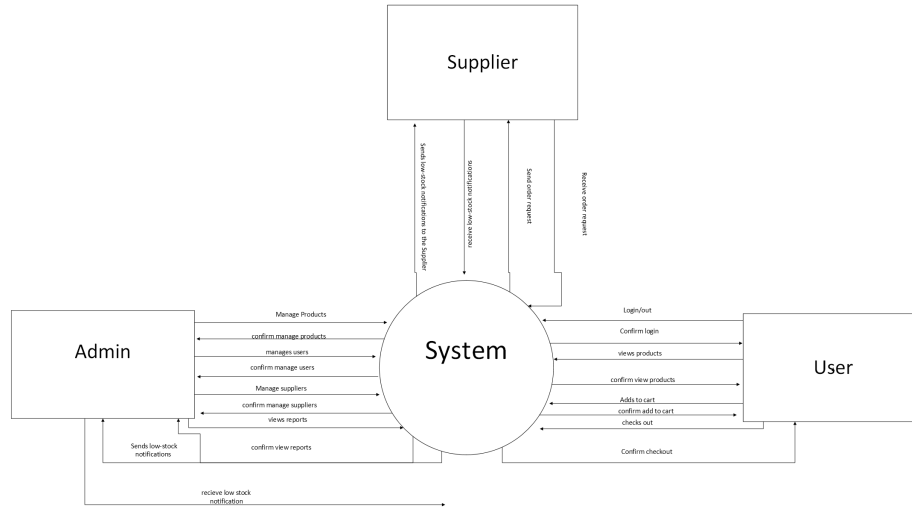 Supplier
Sends low-stock notifications to the Supplier
receive low-stock notifications
Send order request
Receive order request
Admin
Manage Products
confirm manage products
manages users
confirm manage users
Manage suppliers
confirm manage suppliers
views reports
confirm view reports
Sends low-stock
notifications
recieve low stock
notification
System
Login/out
Confirm login
views products
confirm view products
Adds to cart
confirm add to cart
checks out
Confirm checkout
User